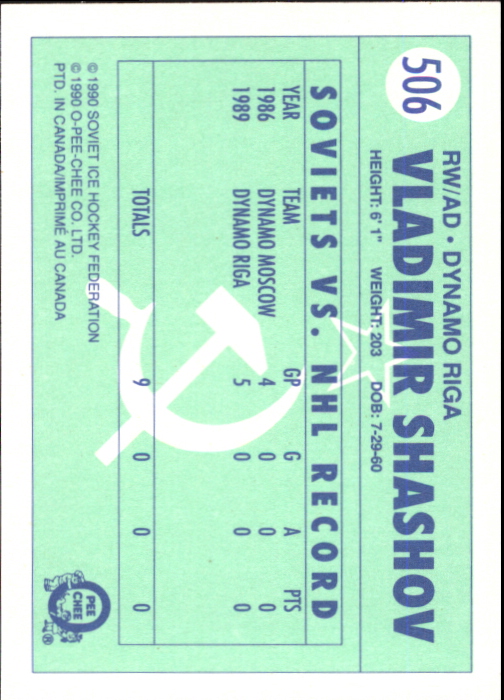 506
RW/AD • DYNAMO RIGA
VLADIMIR SHASHOV
HEIGHT: 6' 1" WEIGHT: 203 DOB: 7-29-60
SOVIETS VS. NHL RECORD
YEAR TEAM GP G A PTS
1986 DYNAMO MOSCOW 4 0 0 0
1989 DYNAMO RIGA 5 0 0 0
TOTALS 9 0 0 0
© 1990 SOVIET ICE HOCKEY FEDERATION
© 1990 O-PEE-CHEE CO. LTD.
PTD. IN CANADA/IMPRIMÉ AU CANADA
O
PEE
CHEE
®